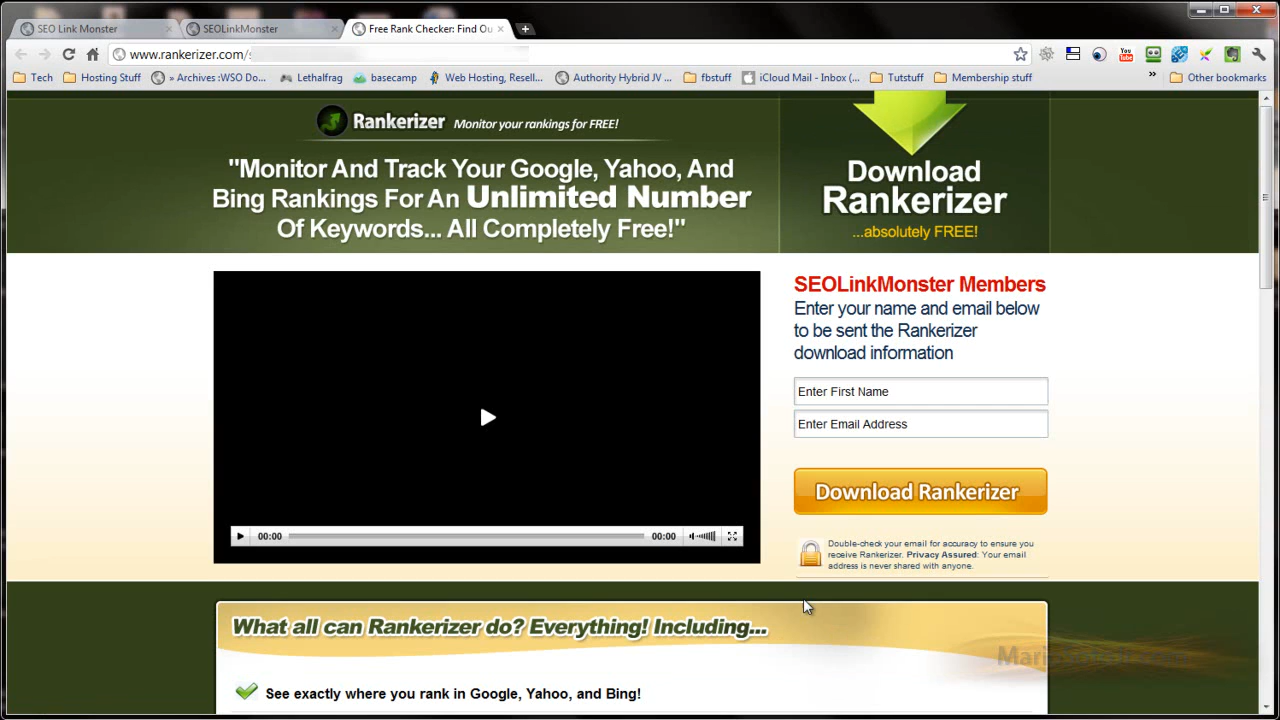 SEO Link Monster
SEOLinkMonster
Free Rank Checker: Find Ou
www.rankerizer.com/
Tech
Hosting Stuff
» Archives :WSO Do...
Lethalfrag
basecamp
Web Hosting, Resell...
Authority Hybrid JV ...
fbstuff
iCloud Mail - Inbox (...
Tutstuff
Membership stuff
»
Other bookmarks
You
Tube
Rankerizer Monitor your rankings for FREE!
"Monitor And Track Your Google, Yahoo, And
Bing Rankings For An Unlimited Number
Of Keywords... All Completely Free!"
Download
Rankerizer
...absolutely FREE!
SEOLinkMonster Members
Enter your name and email below
to be sent the Rankerizer
download information
Enter First Name
Enter Email Address
Download Rankerizer
Double-check your email for accuracy to ensure you
receive Rankerizer. Privacy Assured: Your email
address is never shared with anyone.
00:00
00:00
What all can Rankerizer do? Everything! Including...
See exactly where you rank in Google, Yahoo, and Bing!